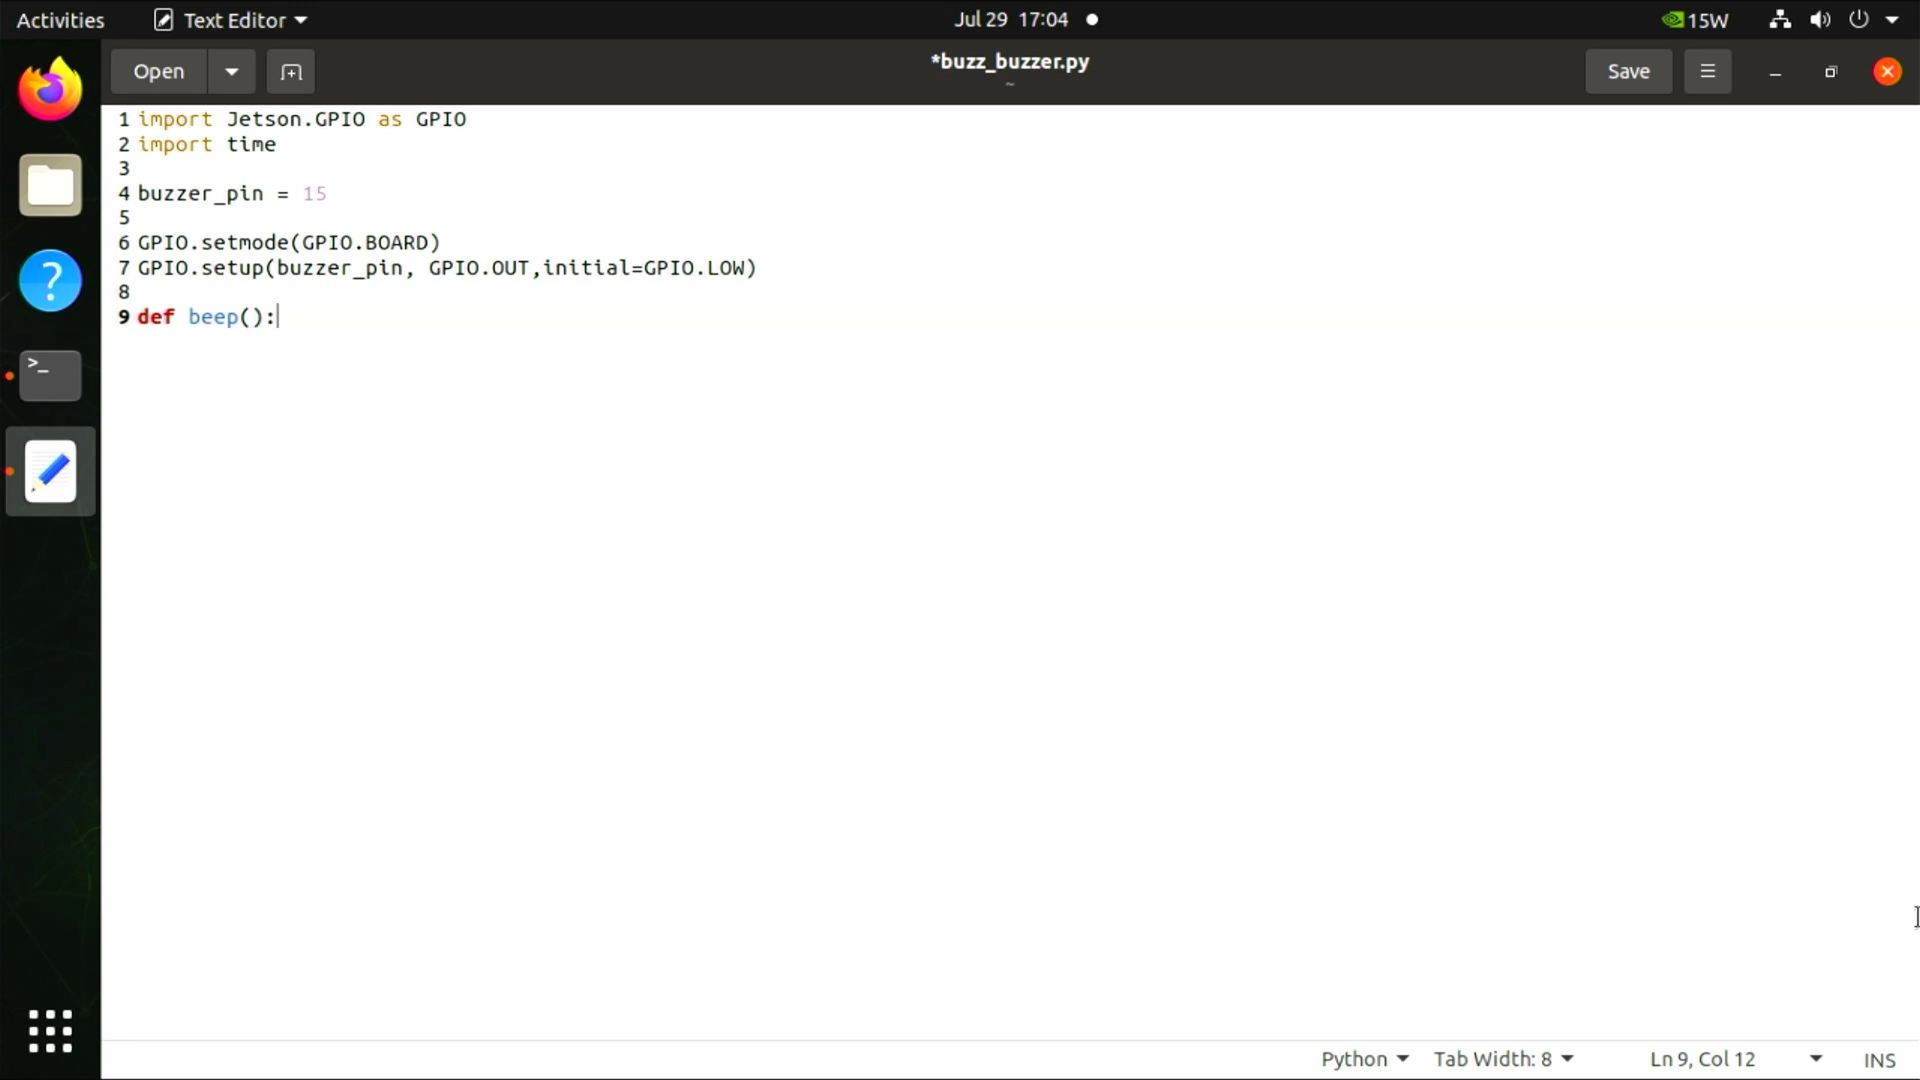 Activities Text Editor Jul 29 17:04 15W
Open *buzz_buzzer.py Save
~
1 import Jetson.GPIO as GPIO
2 import time
3
4 buzzer_pin = 15
5
6 GPIO.setmode(GPIO.BOARD)
7 GPIO.setup(buzzer_pin, GPIO.OUT,initial=GPIO.LOW)
8
9 def beep():
>_
?
Python Tab Width: 8 Ln 9, Col 12 INS